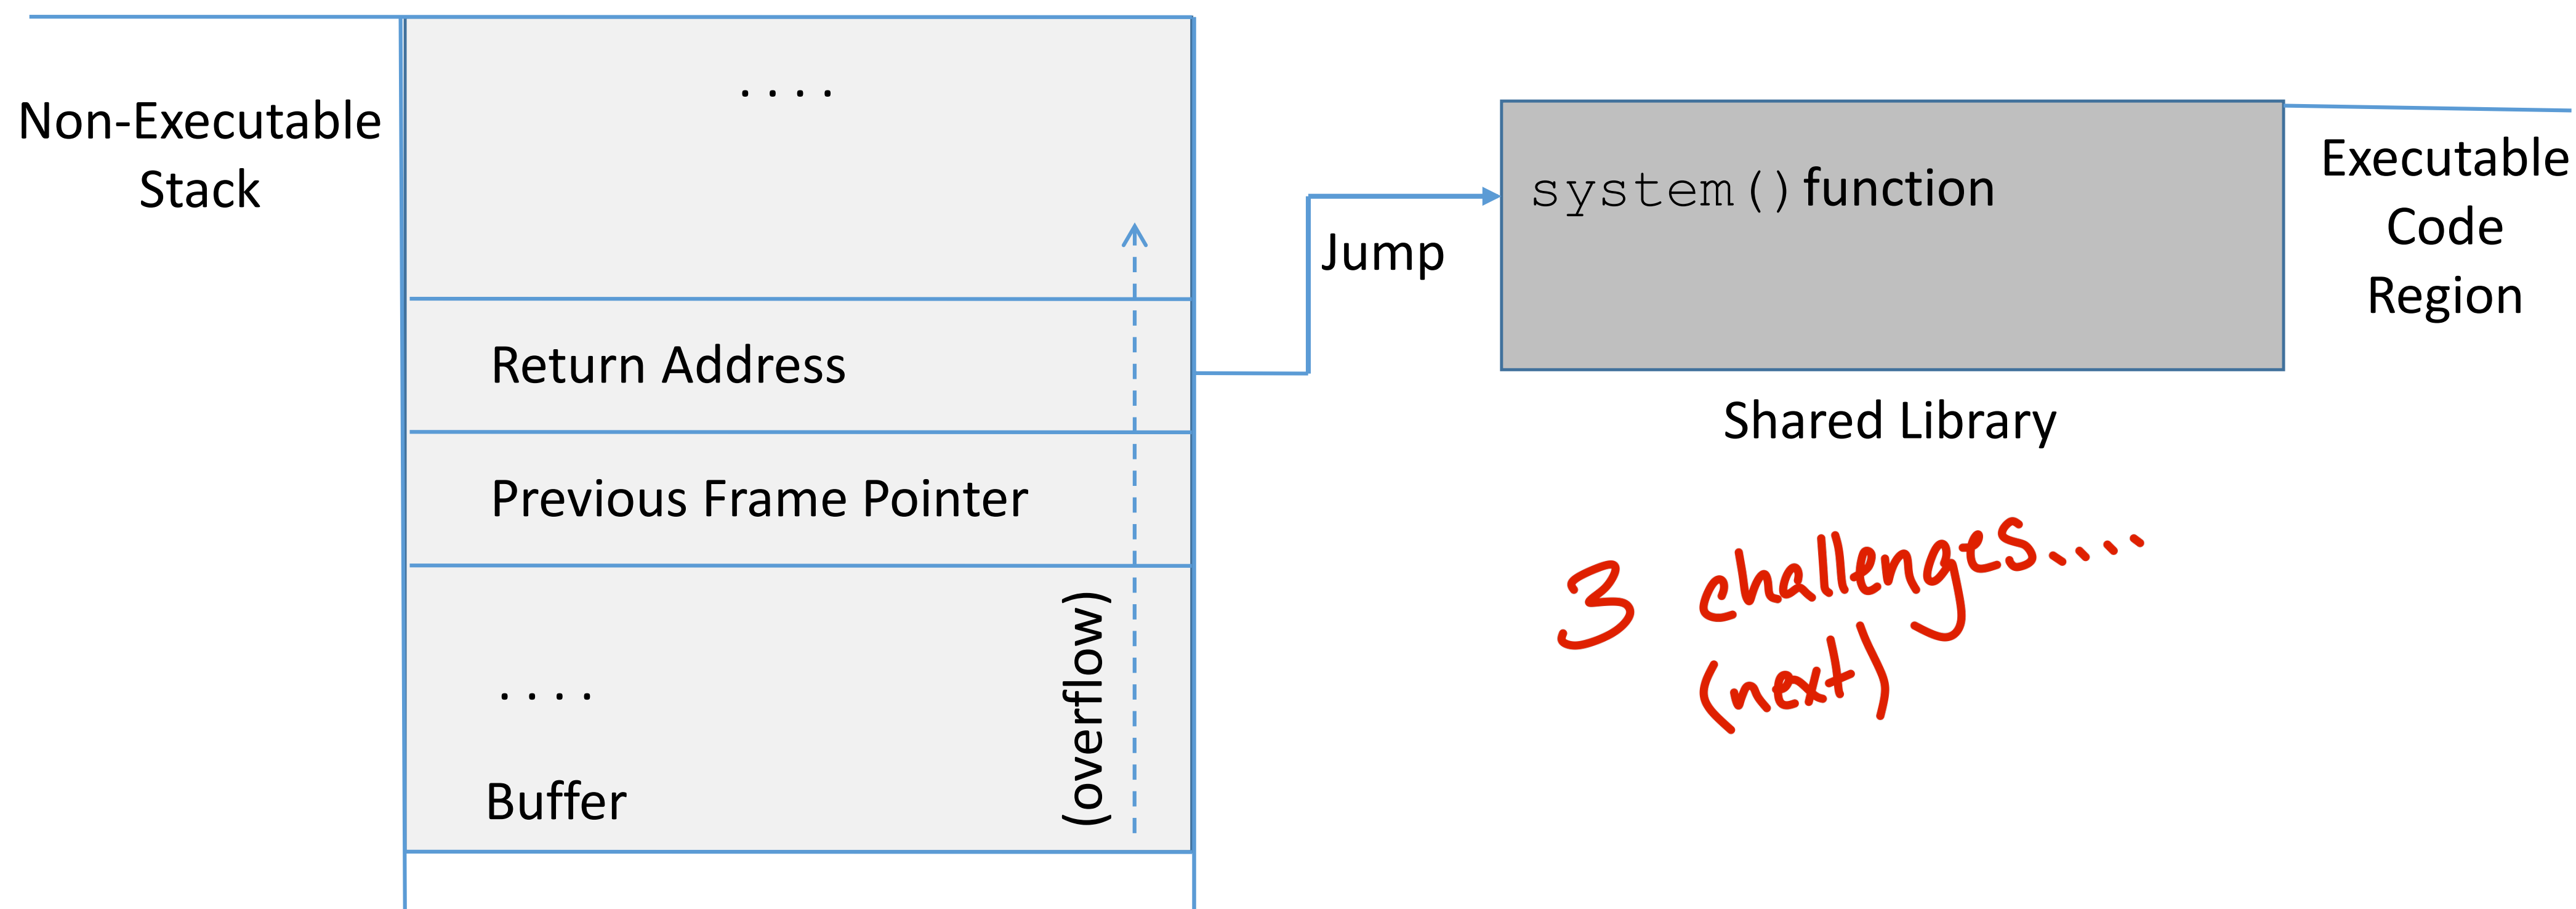 Non-Executable
Stack
. . . .
Return Address
Previous Frame Pointer
. . . .
Buffer
(overflow)
Jump
system() function
Shared Library
Executable
Code
Region
3 challenges....
(next)